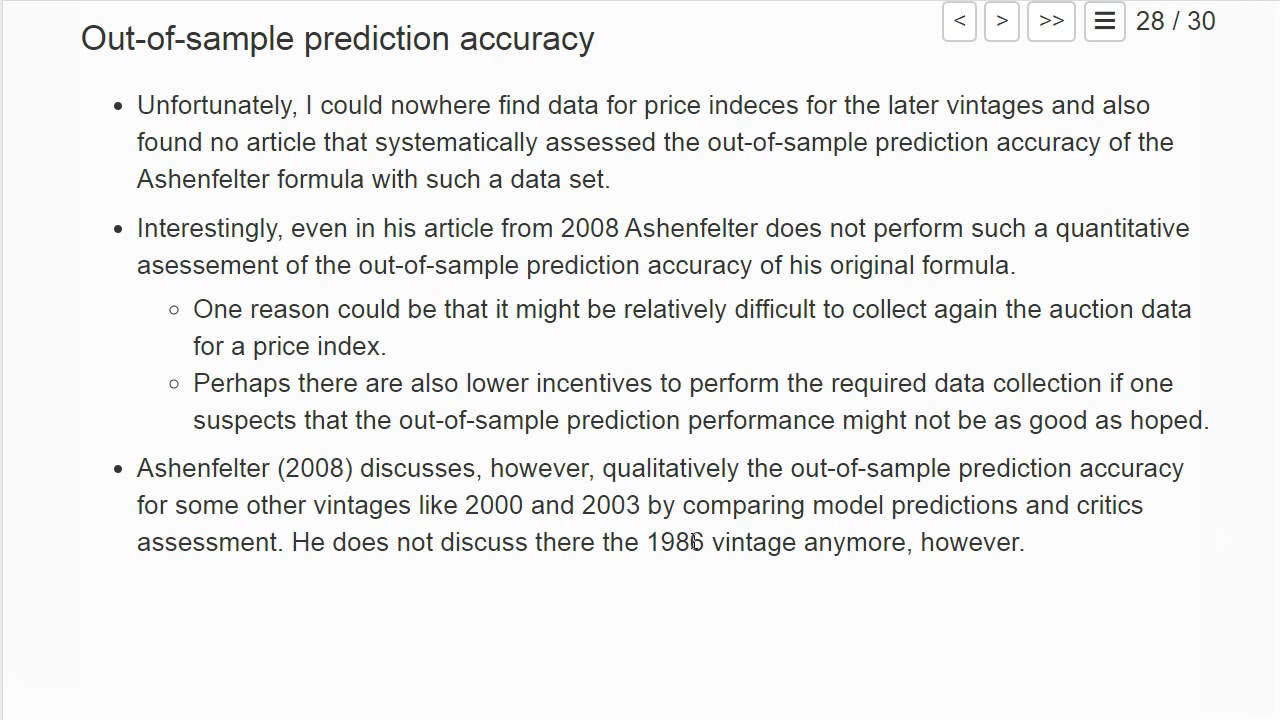 Out-of-sample prediction accuracy
< > >> ☰ 28 / 30
• Unfortunately, I could nowhere find data for price indeces for the later vintages and also
found no article that systematically assessed the out-of-sample prediction accuracy of the
Ashenfelter formula with such a data set.
• Interestingly, even in his article from 2008 Ashenfelter does not perform such a quantitative
asessement of the out-of-sample prediction accuracy of his original formula.
◦ One reason could be that it might be relatively difficult to collect again the auction data
for a price index.
◦ Perhaps there are also lower incentives to perform the required data collection if one
suspects that the out-of-sample prediction performance might not be as good as hoped.
• Ashenfelter (2008) discusses, however, qualitatively the out-of-sample prediction accuracy
for some other vintages like 2000 and 2003 by comparing model predictions and critics
assessment. He does not discuss there the 1986 vintage anymore, however.